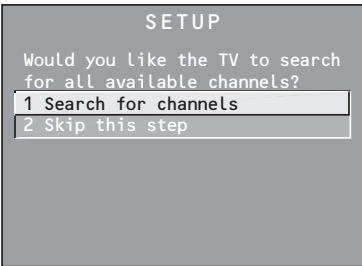 SETUP
Would you like the TV to search
for all available channels?
1 Search for channels
2 Skip this step